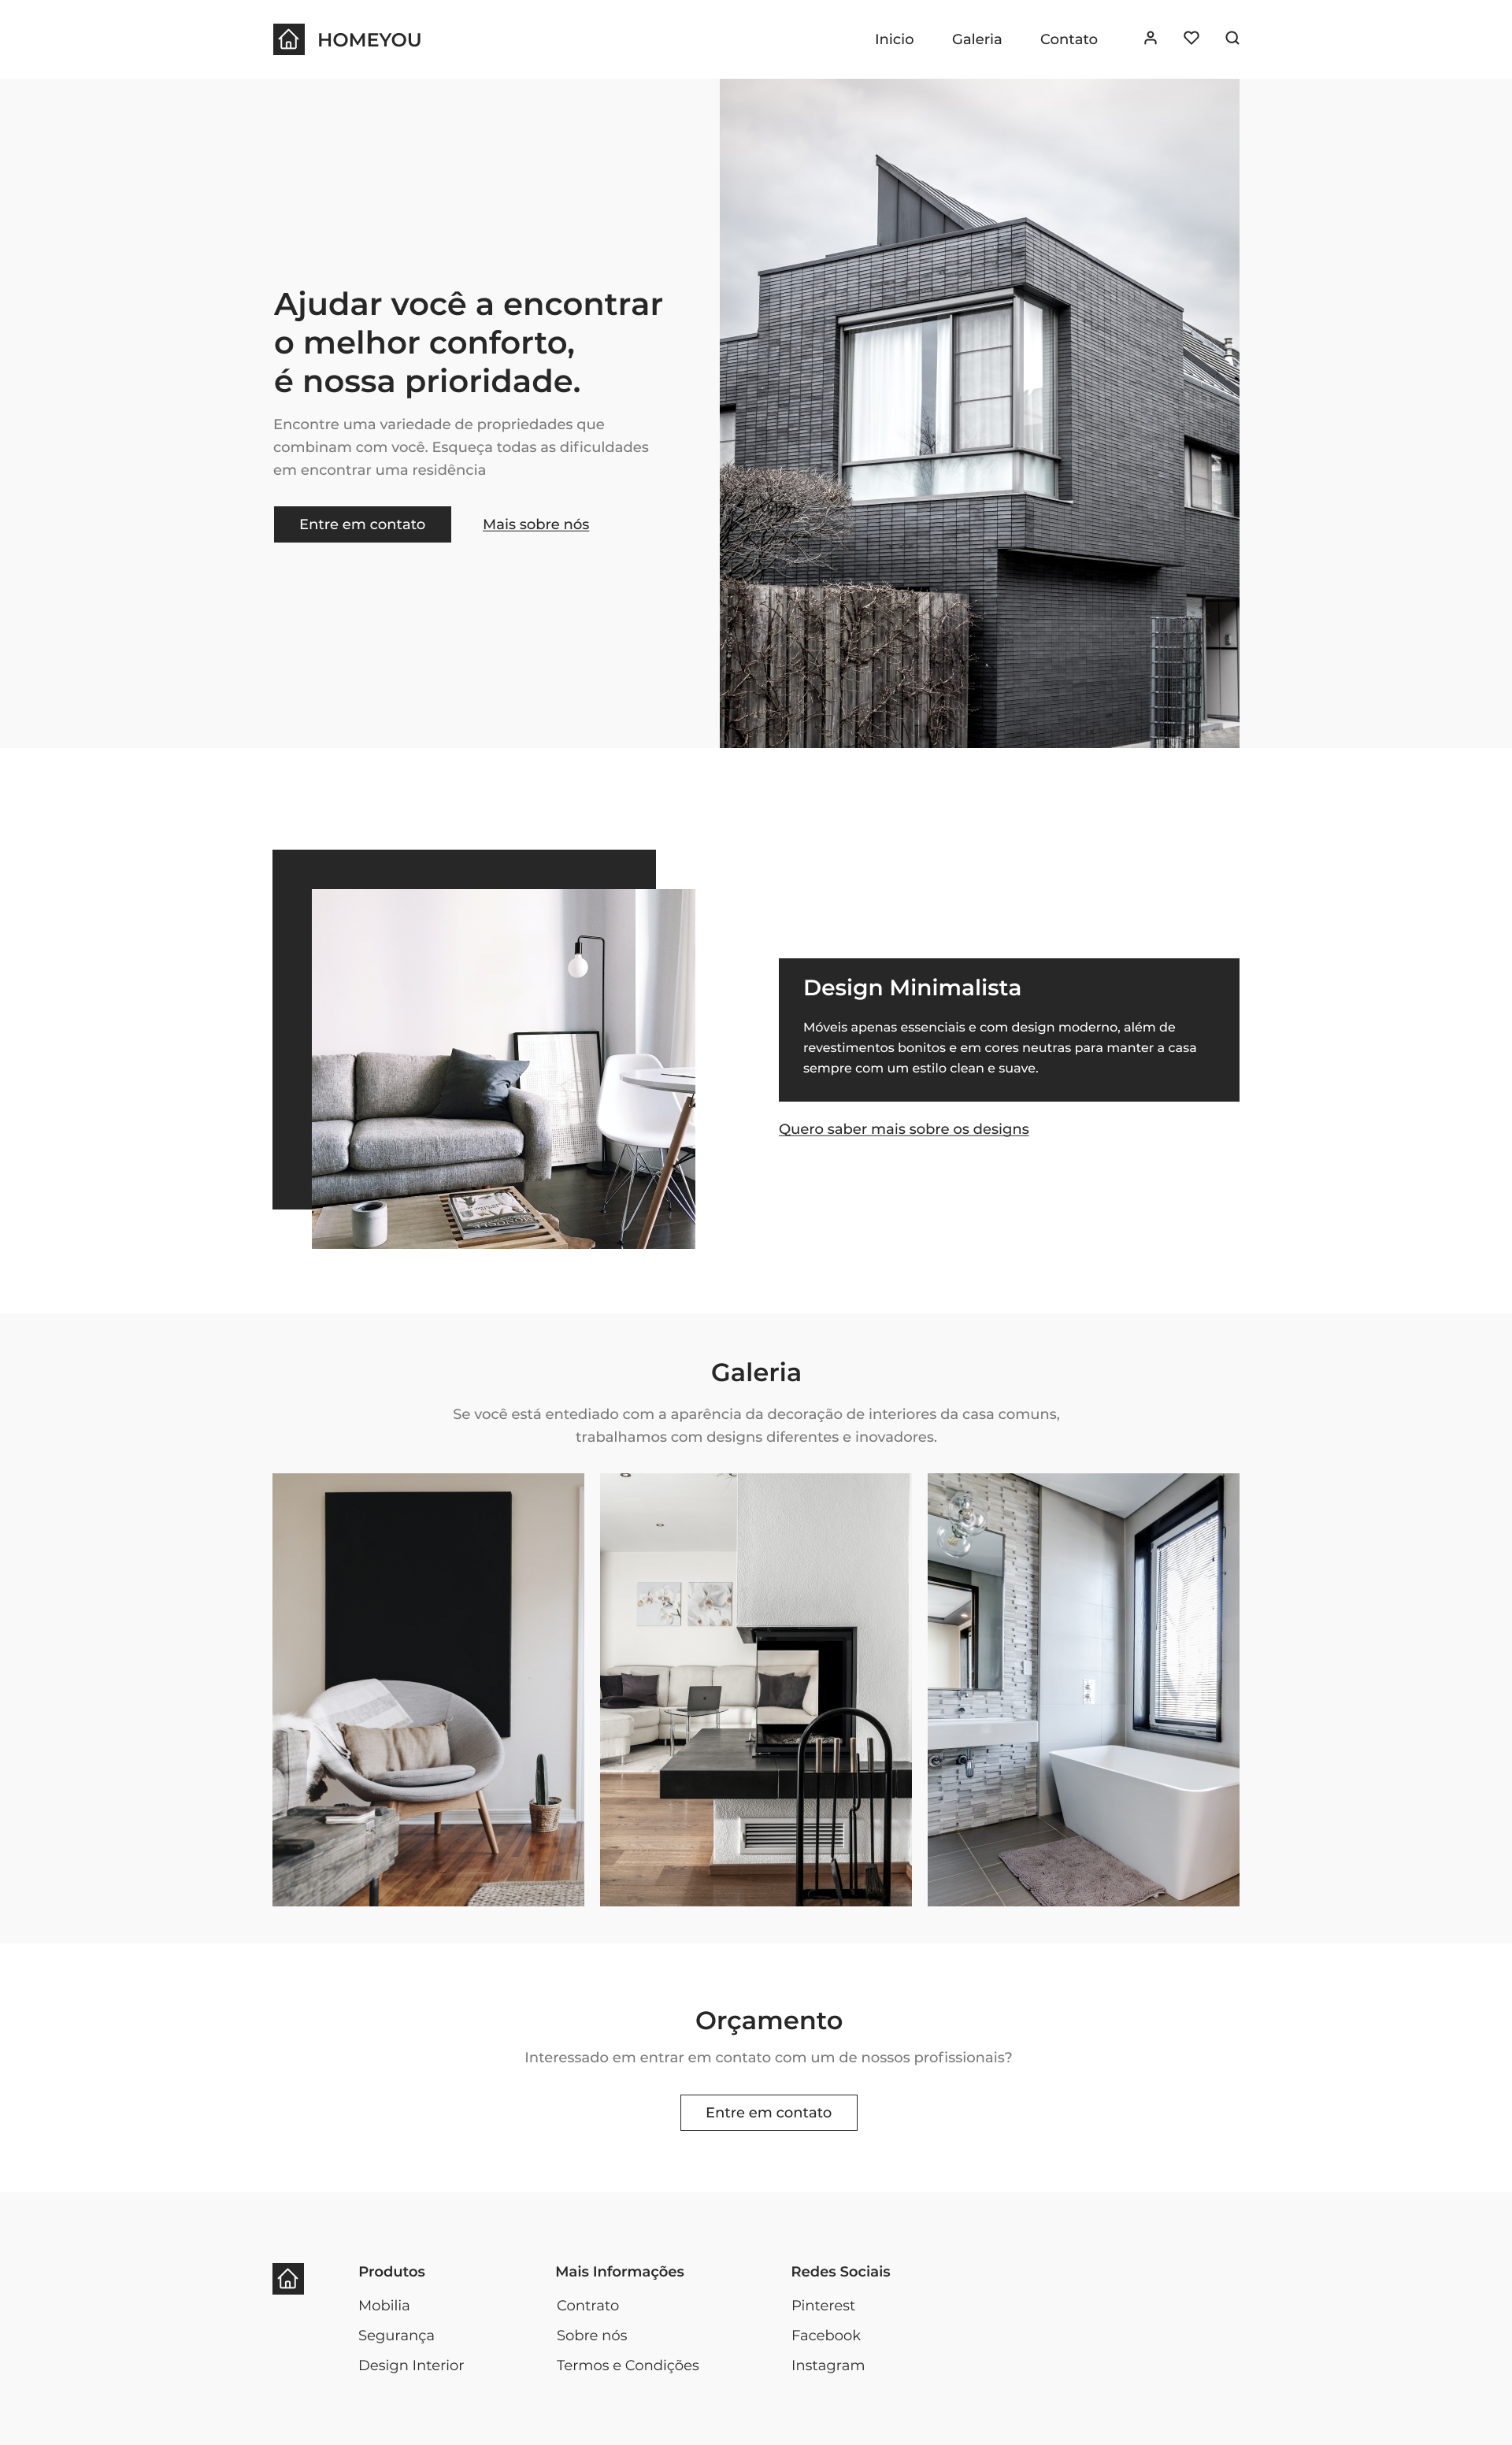 HOMEYOU
Inicio
Galeria
Contato
Ajudar você a encontrar
o melhor conforto,
é nossa prioridade.
Encontre uma variedade de propriedades que
combinam com você. Esqueça todas as dificuldades
em encontrar uma residência
Entre em contato
Mais sobre nós
Design Minimalista
Móveis apenas essenciais e com design moderno, além de
revestimentos bonitos e em cores neutras para manter a casa
sempre com um estilo clean e suave.
Quero saber mais sobre os designs
Galeria
Se você está entediado com a aparência da decoração de interiores da casa comuns,
trabalhamos com designs diferentes e inovadores.
Orçamento
Interessado em entrar em contato com um de nossos profissionais?
Entre em contato
Produtos
Mobilia
Segurança
Design Interior
Mais Informações
Contrato
Sobre nós
Termos e Condições
Redes Sociais
Pinterest
Facebook
Instagram